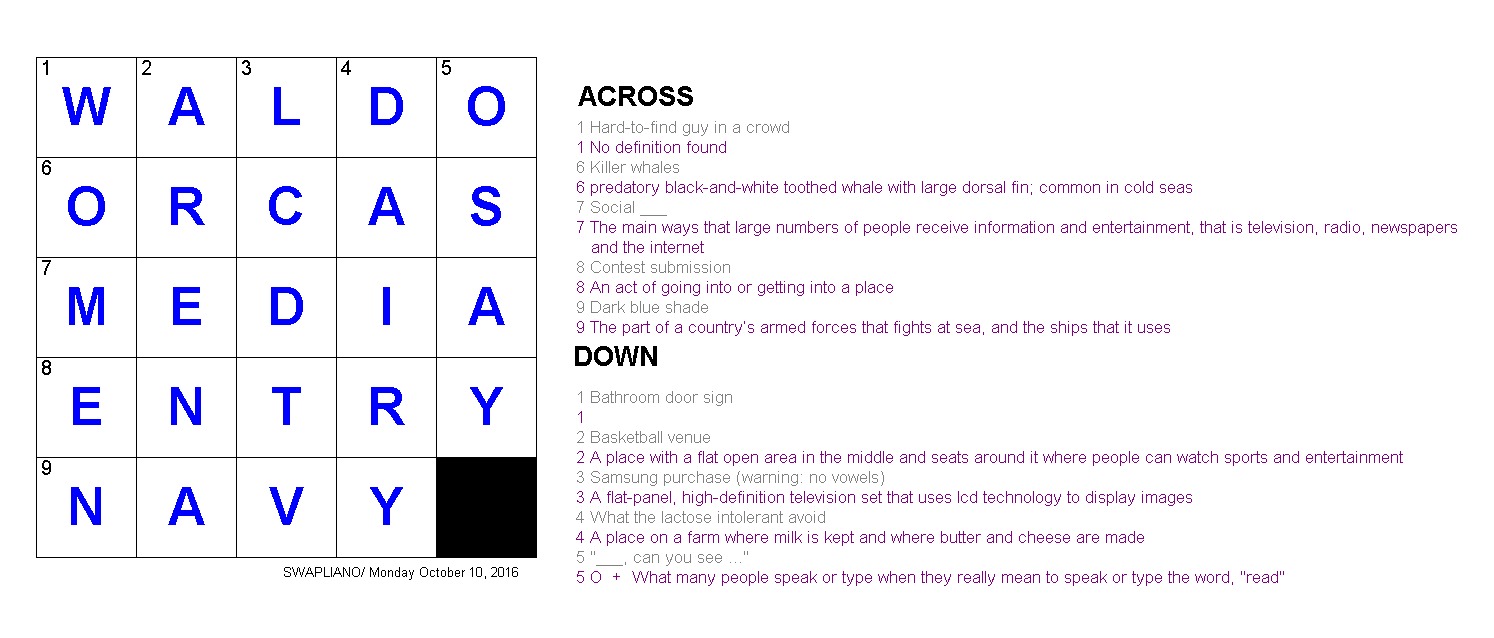 1 2 3 4 5
W A L D O
6
O R C A S
7
M E D I A
8
E N T R Y
9
N A V Y
SWAPLIANO/ Monday October 10, 2016
ACROSS
1 Hard-to-find guy in a crowd
1 No definition found
6 Killer whales
6 predatory black-and-white toothed whale with large dorsal fin; common in cold seas
7 Social ___
7 The main ways that large numbers of people receive information and entertainment, that is television, radio, newspapers
and the internet
8 Contest submission
8 An act of going into or getting into a place
9 Dark blue shade
9 The part of a country's armed forces that fights at sea, and the ships that it uses
DOWN
1 Bathroom door sign
1
2 Basketball venue
2 A place with a flat open area in the middle and seats around it where people can watch sports and entertainment
3 Samsung purchase (warning: no vowels)
3 A flat-panel, high-definition television set that uses lcd technology to display images
4 What the lactose intolerant avoid
4 A place on a farm where milk is kept and where butter and cheese are made
5 "___, can you see ..."
5 O + What many people speak or type when they really mean to speak or type the word, "read"